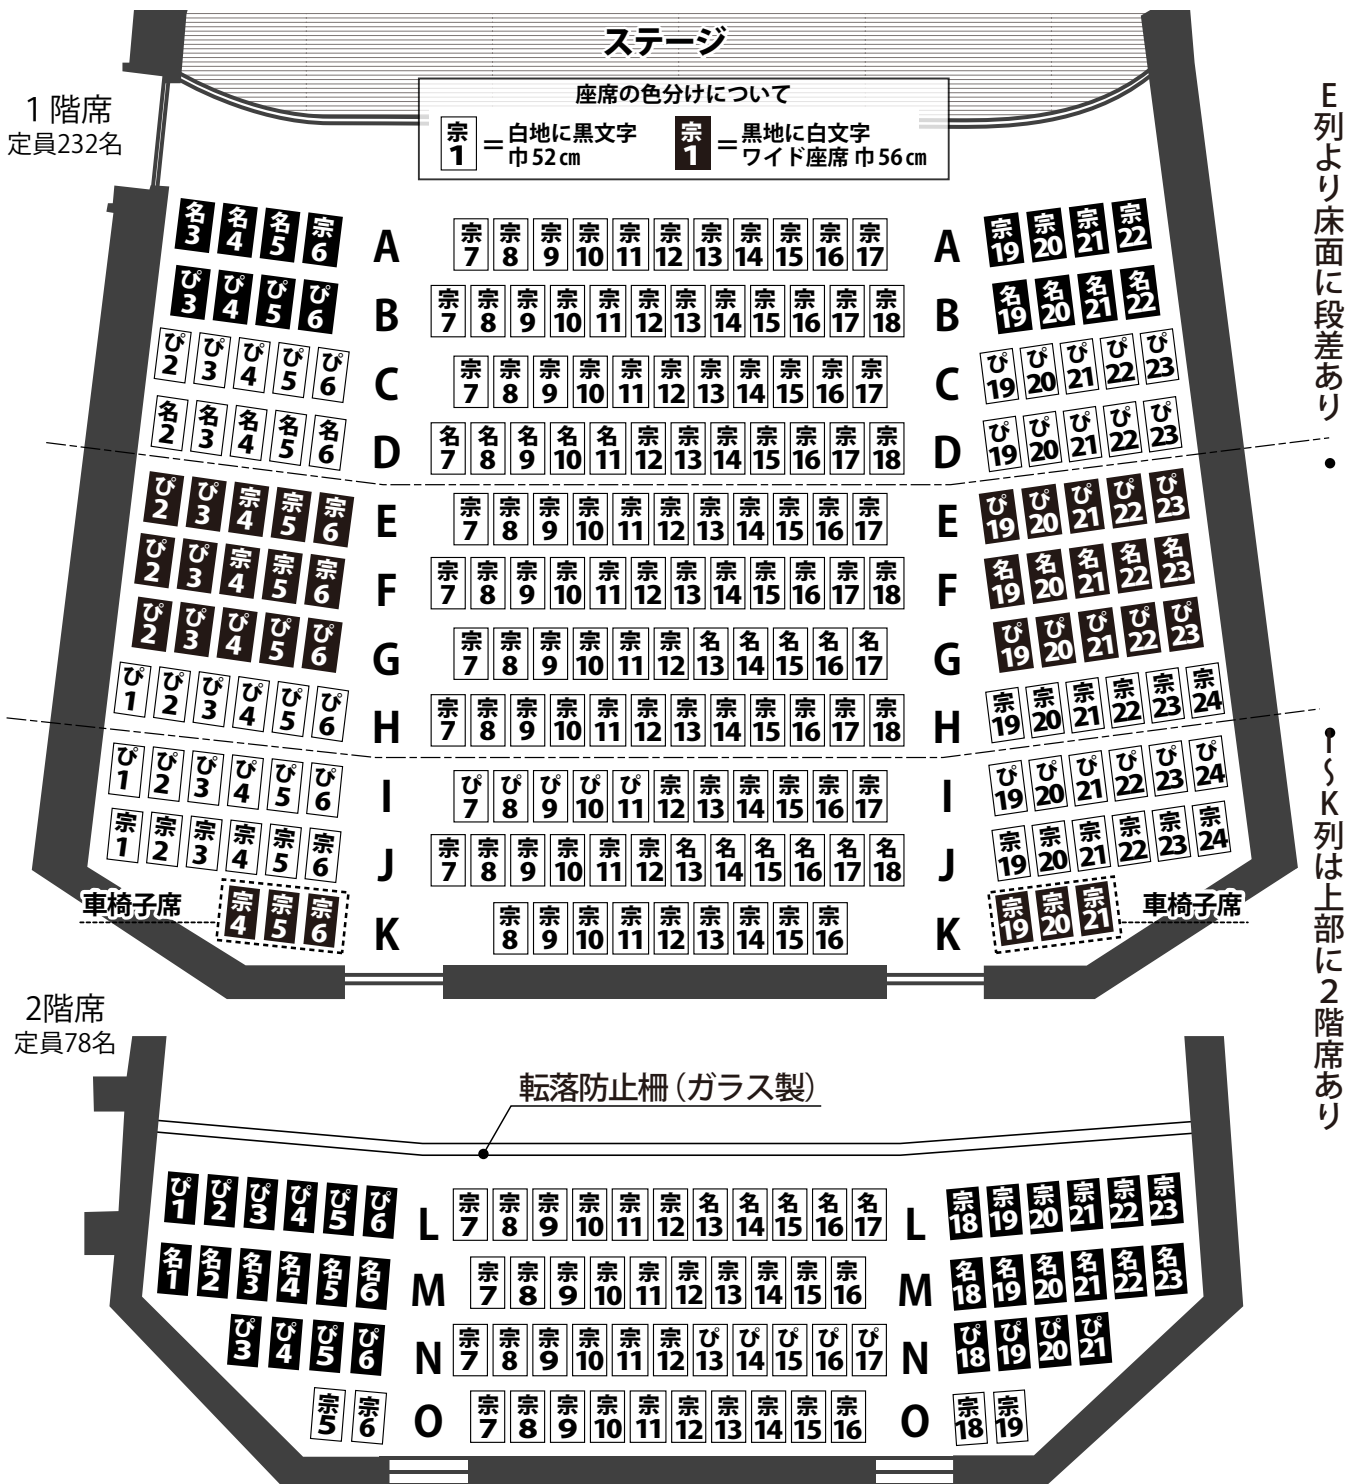 ステージ
座席の色分けについて
宗1 ＝ 白地に黒文字
巾52㎝
宗1 ＝ 黒地に白文字
ワイド座席 巾56㎝
1階席
定員232名
E列より床面に段差あり
I～K列は上部に2階席あり
名3 名4 名5 宗6 A 宗7 宗8 宗9 宗10 宗11 宗12 宗13 宗14 宗15 宗16 宗17 A 宗19 宗20 宗21 宗22
ぴ3 ぴ4 ぴ5 ぴ6 B 宗7 宗8 宗9 宗10 宗11 宗12 宗13 宗14 宗15 宗16 宗17 宗18 B 名19 名20 名21 名22
ぴ2 ぴ3 ぴ4 ぴ5 ぴ6 C 宗7 宗8 宗9 宗10 宗11 宗12 宗13 宗14 宗15 宗16 宗17 C ぴ19 ぴ20 ぴ21 ぴ22 ぴ23
名2 名3 名4 名5 名6 D 名7 名8 名9 名10 名11 宗12 宗13 宗14 宗15 宗16 宗17 宗18 D ぴ19 ぴ20 ぴ21 ぴ22 ぴ23
ぴ2 ぴ3 宗4 宗5 宗6 E 宗7 宗8 宗9 宗10 宗11 宗12 宗13 宗14 宗15 宗16 宗17 E ぴ19 ぴ20 ぴ21 ぴ22 ぴ23
ぴ2 ぴ3 宗4 宗5 宗6 F 宗7 宗8 宗9 宗10 宗11 宗12 宗13 宗14 宗15 宗16 宗17 宗18 F 名19 名20 名21 名22 名23
ぴ2 ぴ3 ぴ4 ぴ5 ぴ6 G 宗7 宗8 宗9 宗10 宗11 宗12 名13 名14 名15 名16 名17 G ぴ19 ぴ20 ぴ21 ぴ22 ぴ23
ぴ1 ぴ2 ぴ3 ぴ4 ぴ5 ぴ6 H 宗7 宗8 宗9 宗10 宗11 宗12 宗13 宗14 宗15 宗16 宗17 宗18 H 宗19 宗20 宗21 宗22 宗23 宗24
ぴ1 ぴ2 ぴ3 ぴ4 ぴ5 ぴ6 I ぴ7 ぴ8 ぴ9 ぴ10 ぴ11 宗12 宗13 宗14 宗15 宗16 宗17 I ぴ19 ぴ20 ぴ21 ぴ22 ぴ23 ぴ24
宗1 宗2 宗3 宗4 宗5 宗6 J 宗7 宗8 宗9 宗10 宗11 宗12 名13 名14 名15 名16 名17 名18 J 宗19 宗20 宗21 宗22 宗23 宗24
車椅子席 宗4 宗5 宗6 K 宗8 宗9 宗10 宗11 宗12 宗13 宗14 宗15 宗16 K 宗19 宗20 宗21 車椅子席
2階席
定員78名
転落防止柵（ガラス製）
ぴ1 ぴ2 ぴ3 ぴ4 ぴ5 ぴ6 L 宗7 宗8 宗9 宗10 宗11 宗12 名13 名14 名15 名16 名17 L 宗18 宗19 宗20 宗21 宗22 宗23
名1 名2 名3 名4 名5 名6 M 宗7 宗8 宗9 宗10 宗11 宗12 宗13 宗14 宗15 宗16 M 名18 名19 名20 名21 名22 名23
ぴ3 ぴ4 ぴ5 ぴ6 N 宗7 宗8 宗9 宗10 宗11 宗12 ぴ13 ぴ14 ぴ15 ぴ16 ぴ17 N ぴ18 ぴ19 ぴ20 ぴ21
宗5 宗6 O 宗7 宗8 宗9 宗10 宗11 宗12 宗13 宗14 宗15 宗16 O 宗18 宗19